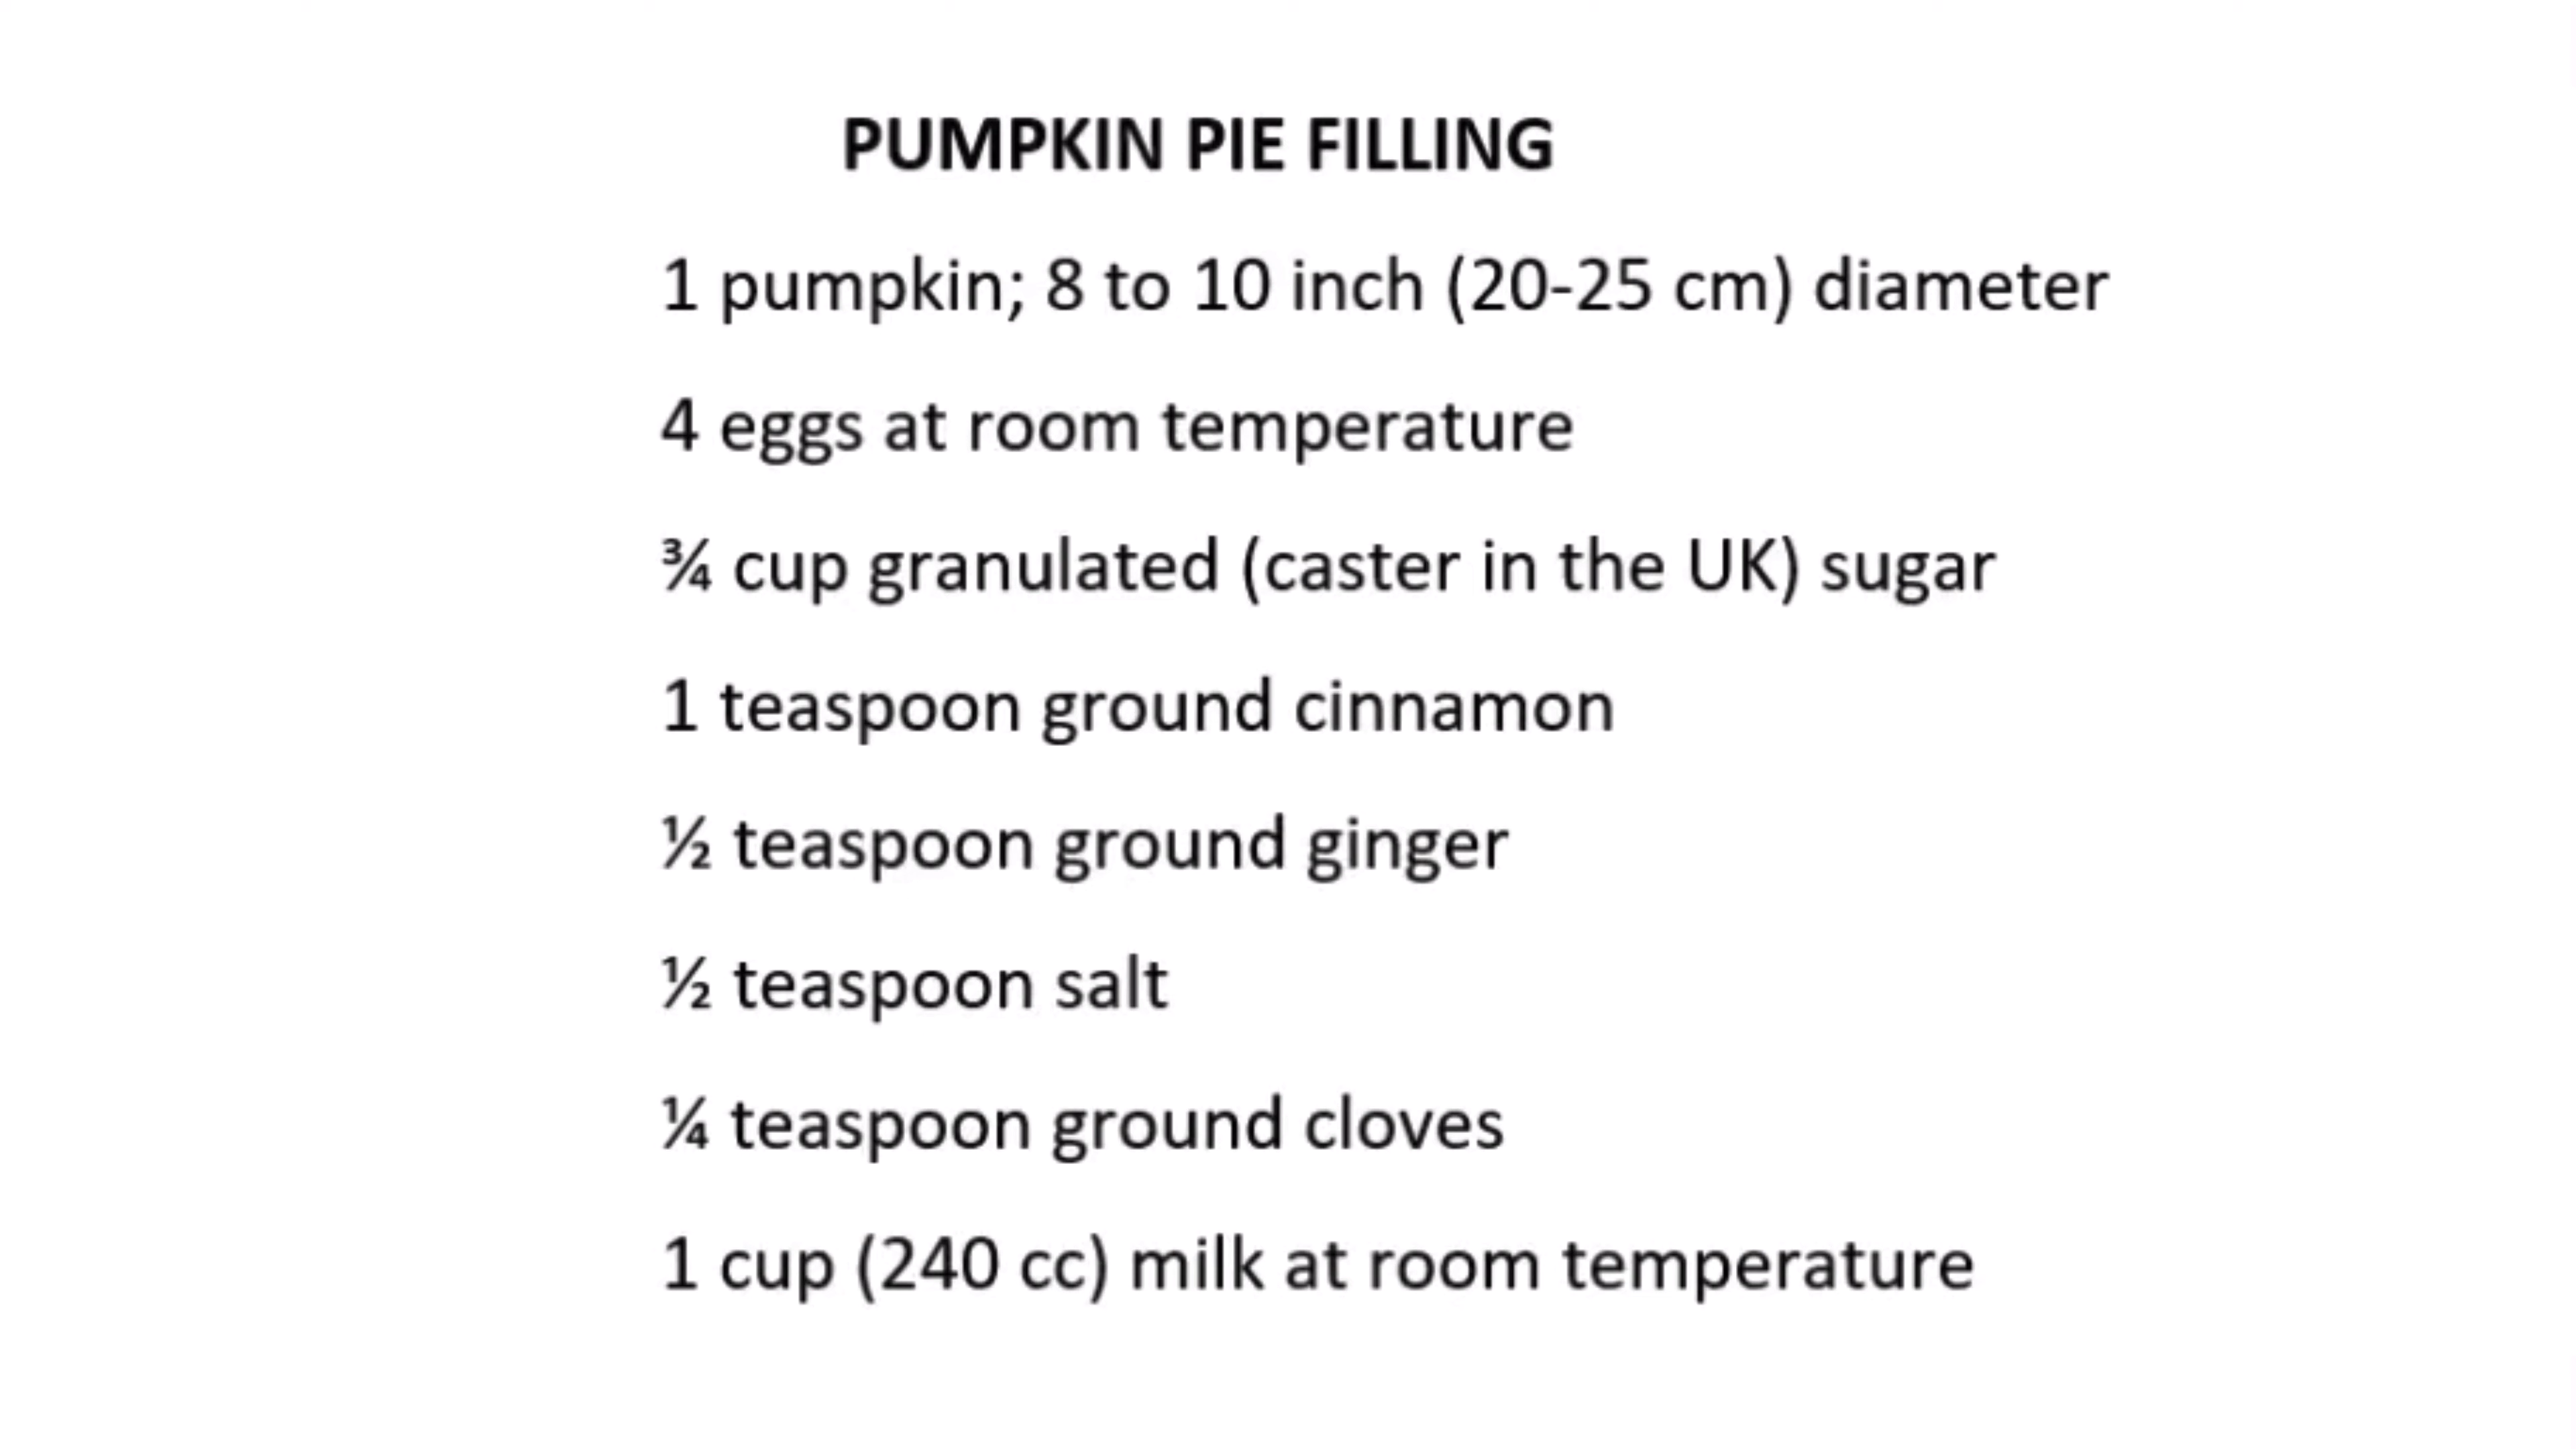 PUMPKIN PIE FILLING
1 pumpkin; 8 to 10 inch (20-25 cm) diameter
4 eggs at room temperature
¾ cup granulated (caster in the UK) sugar
1 teaspoon ground cinnamon
½ teaspoon ground ginger
½ teaspoon salt
¼ teaspoon ground cloves
1 cup (240 cc) milk at room temperature